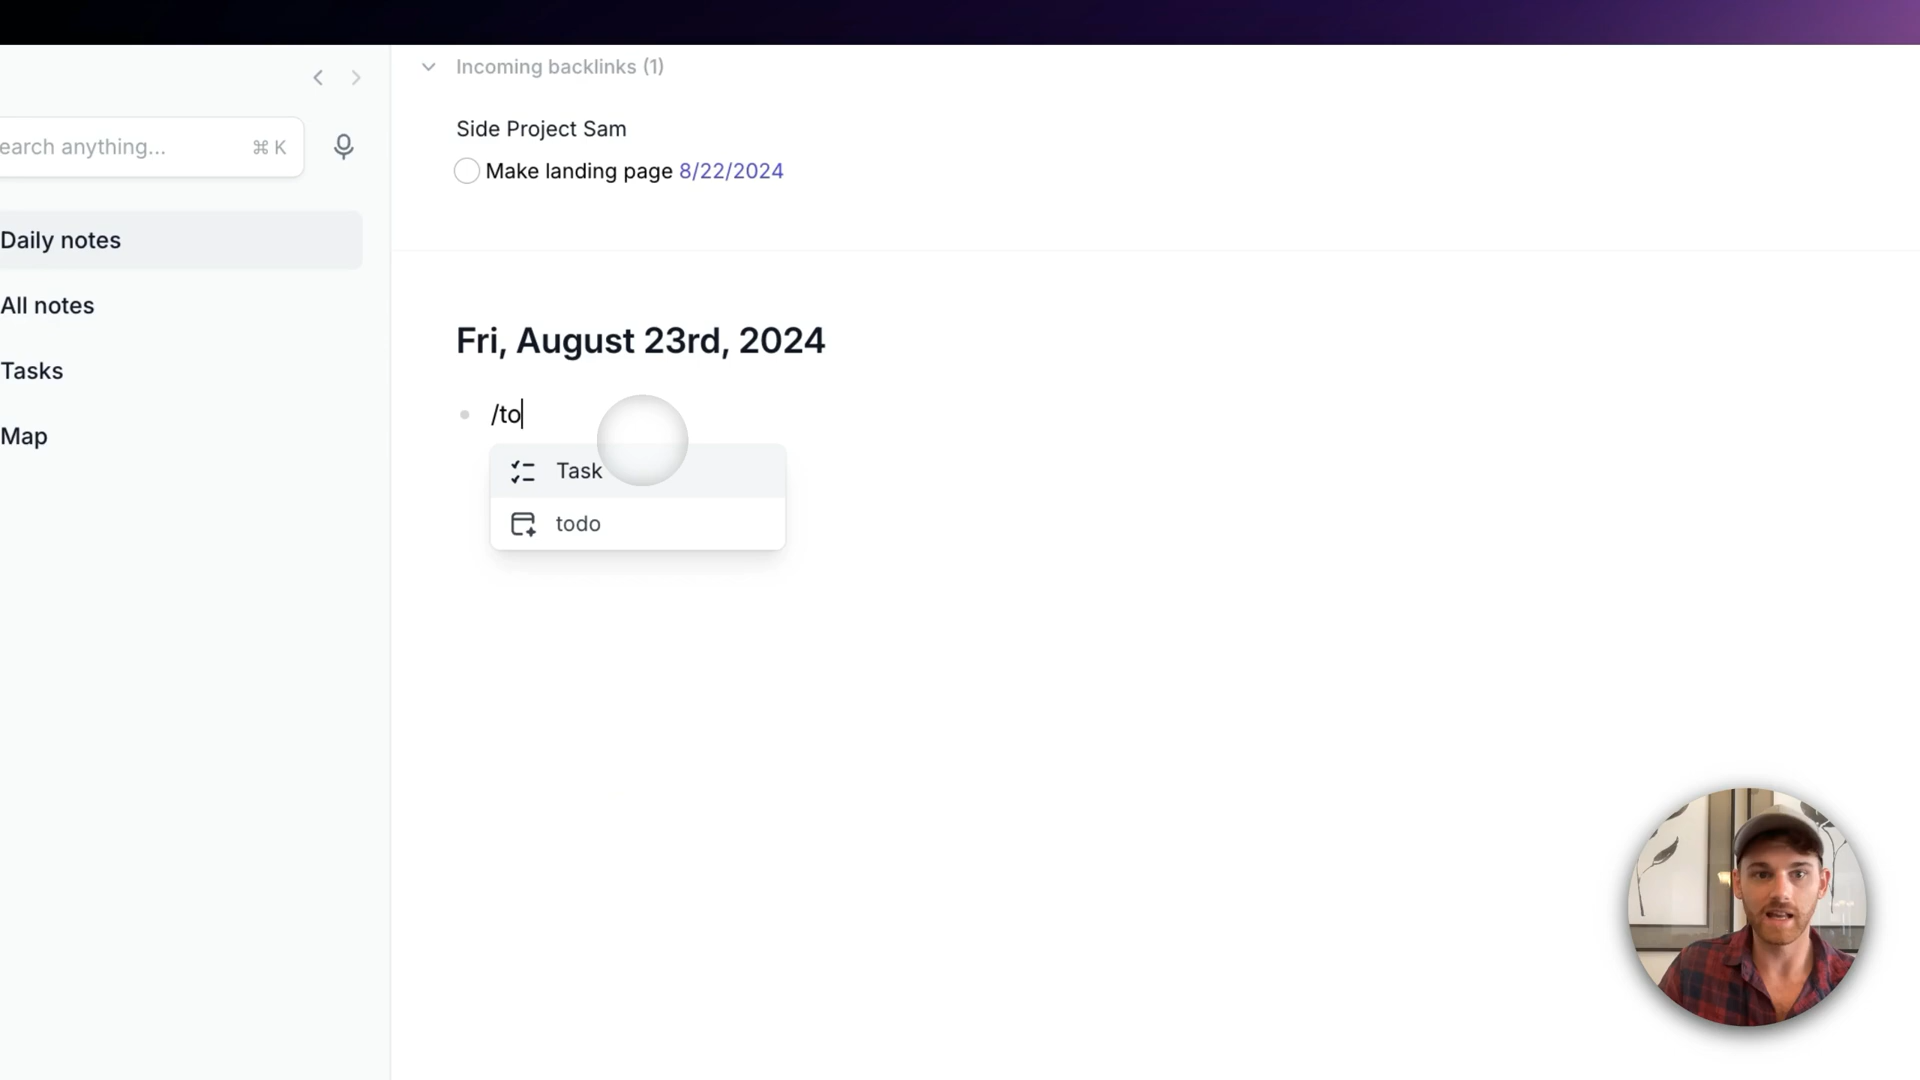 Incoming backlinks (1)
earch anything...
⌘ K
Side Project Sam
Make landing page 8/22/2024
Daily notes
All notes
Tasks
Map
Fri, August 23rd, 2024
/to
Task
todo